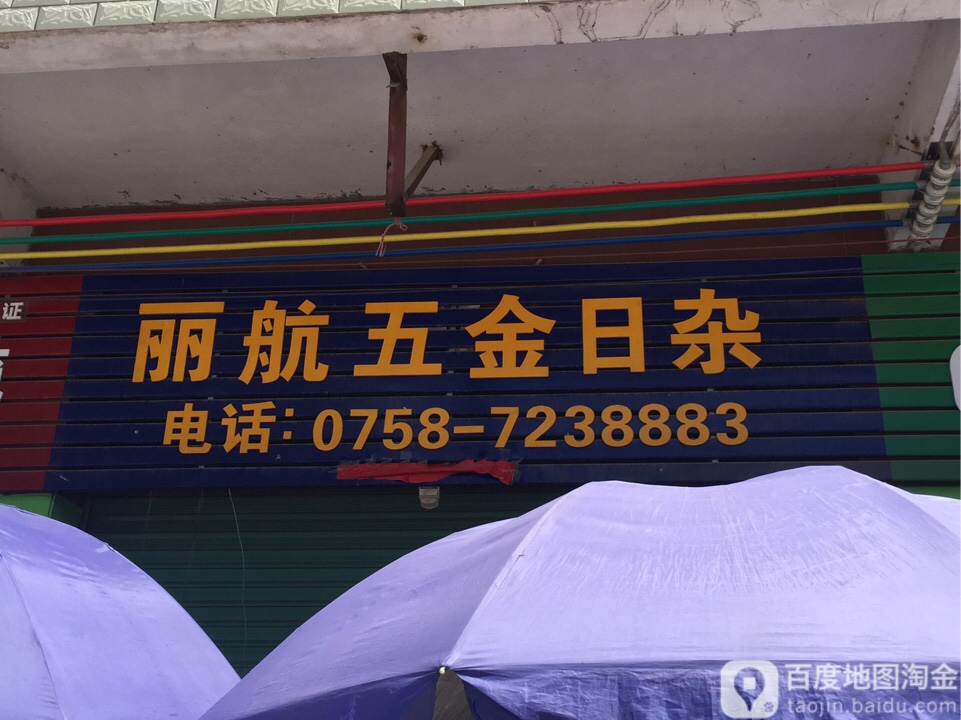 证
丽航五金日杂
电话：0758-7238883
百度地图淘金
taojin.baidu.com